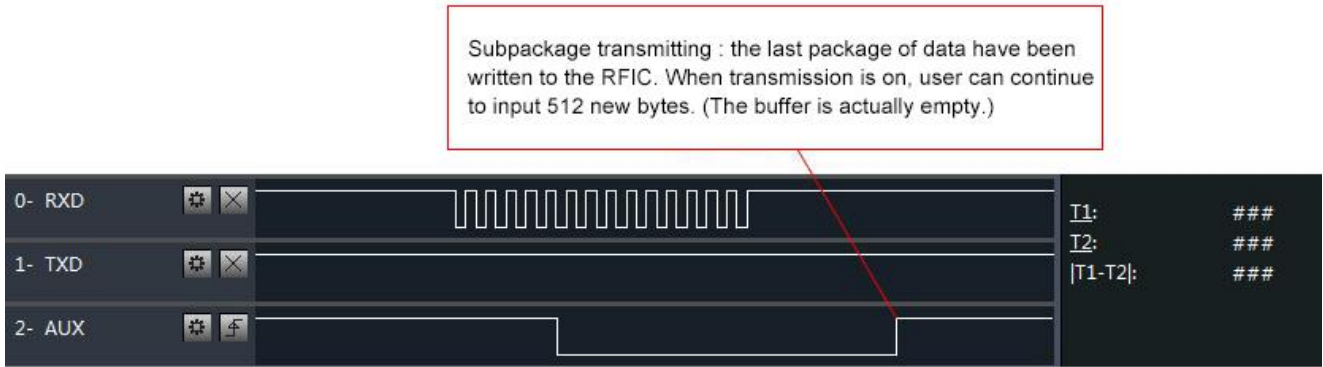 Subpackage transmitting : the last package of data have been
written to the RFIC. When transmission is on, user can continue
to input 512 new bytes. (The buffer is actually empty.)
0- RXD
1- TXD
2- AUX
T1: ###
T2: ###
|T1-T2|: ###